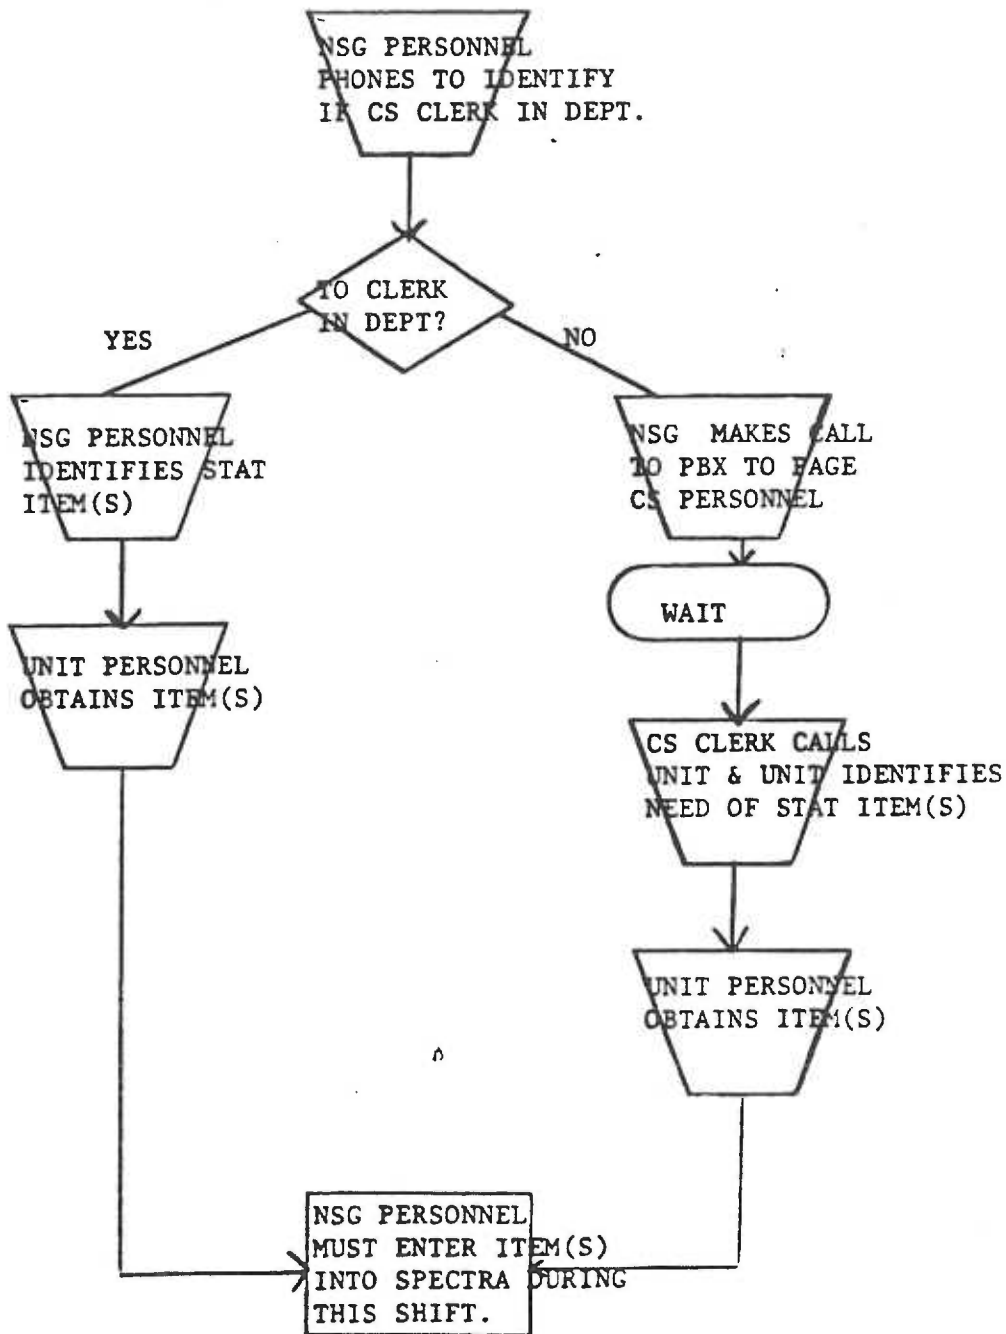 NSG PERSONNEL
PHONES TO IDENTIFY
IF CS CLERK IN DEPT.
TO CLERK
IN DEPT?
YES
NO
NSG PERSONNEL
IDENTIFIES STAT
ITEM(S)
NSG MAKES CALL
TO PBX TO PAGE
CS PERSONNEL
WAIT
UNIT PERSONNEL
OBTAINS ITEM(S)
CS CLERK CALLS
UNIT & UNIT IDENTIFIES
NEED OF STAT ITEM(S)
UNIT PERSONNEL
OBTAINS ITEM(S)
NSG PERSONNEL
MUST ENTER ITEM(S)
INTO SPECTRA DURING
THIS SHIFT.